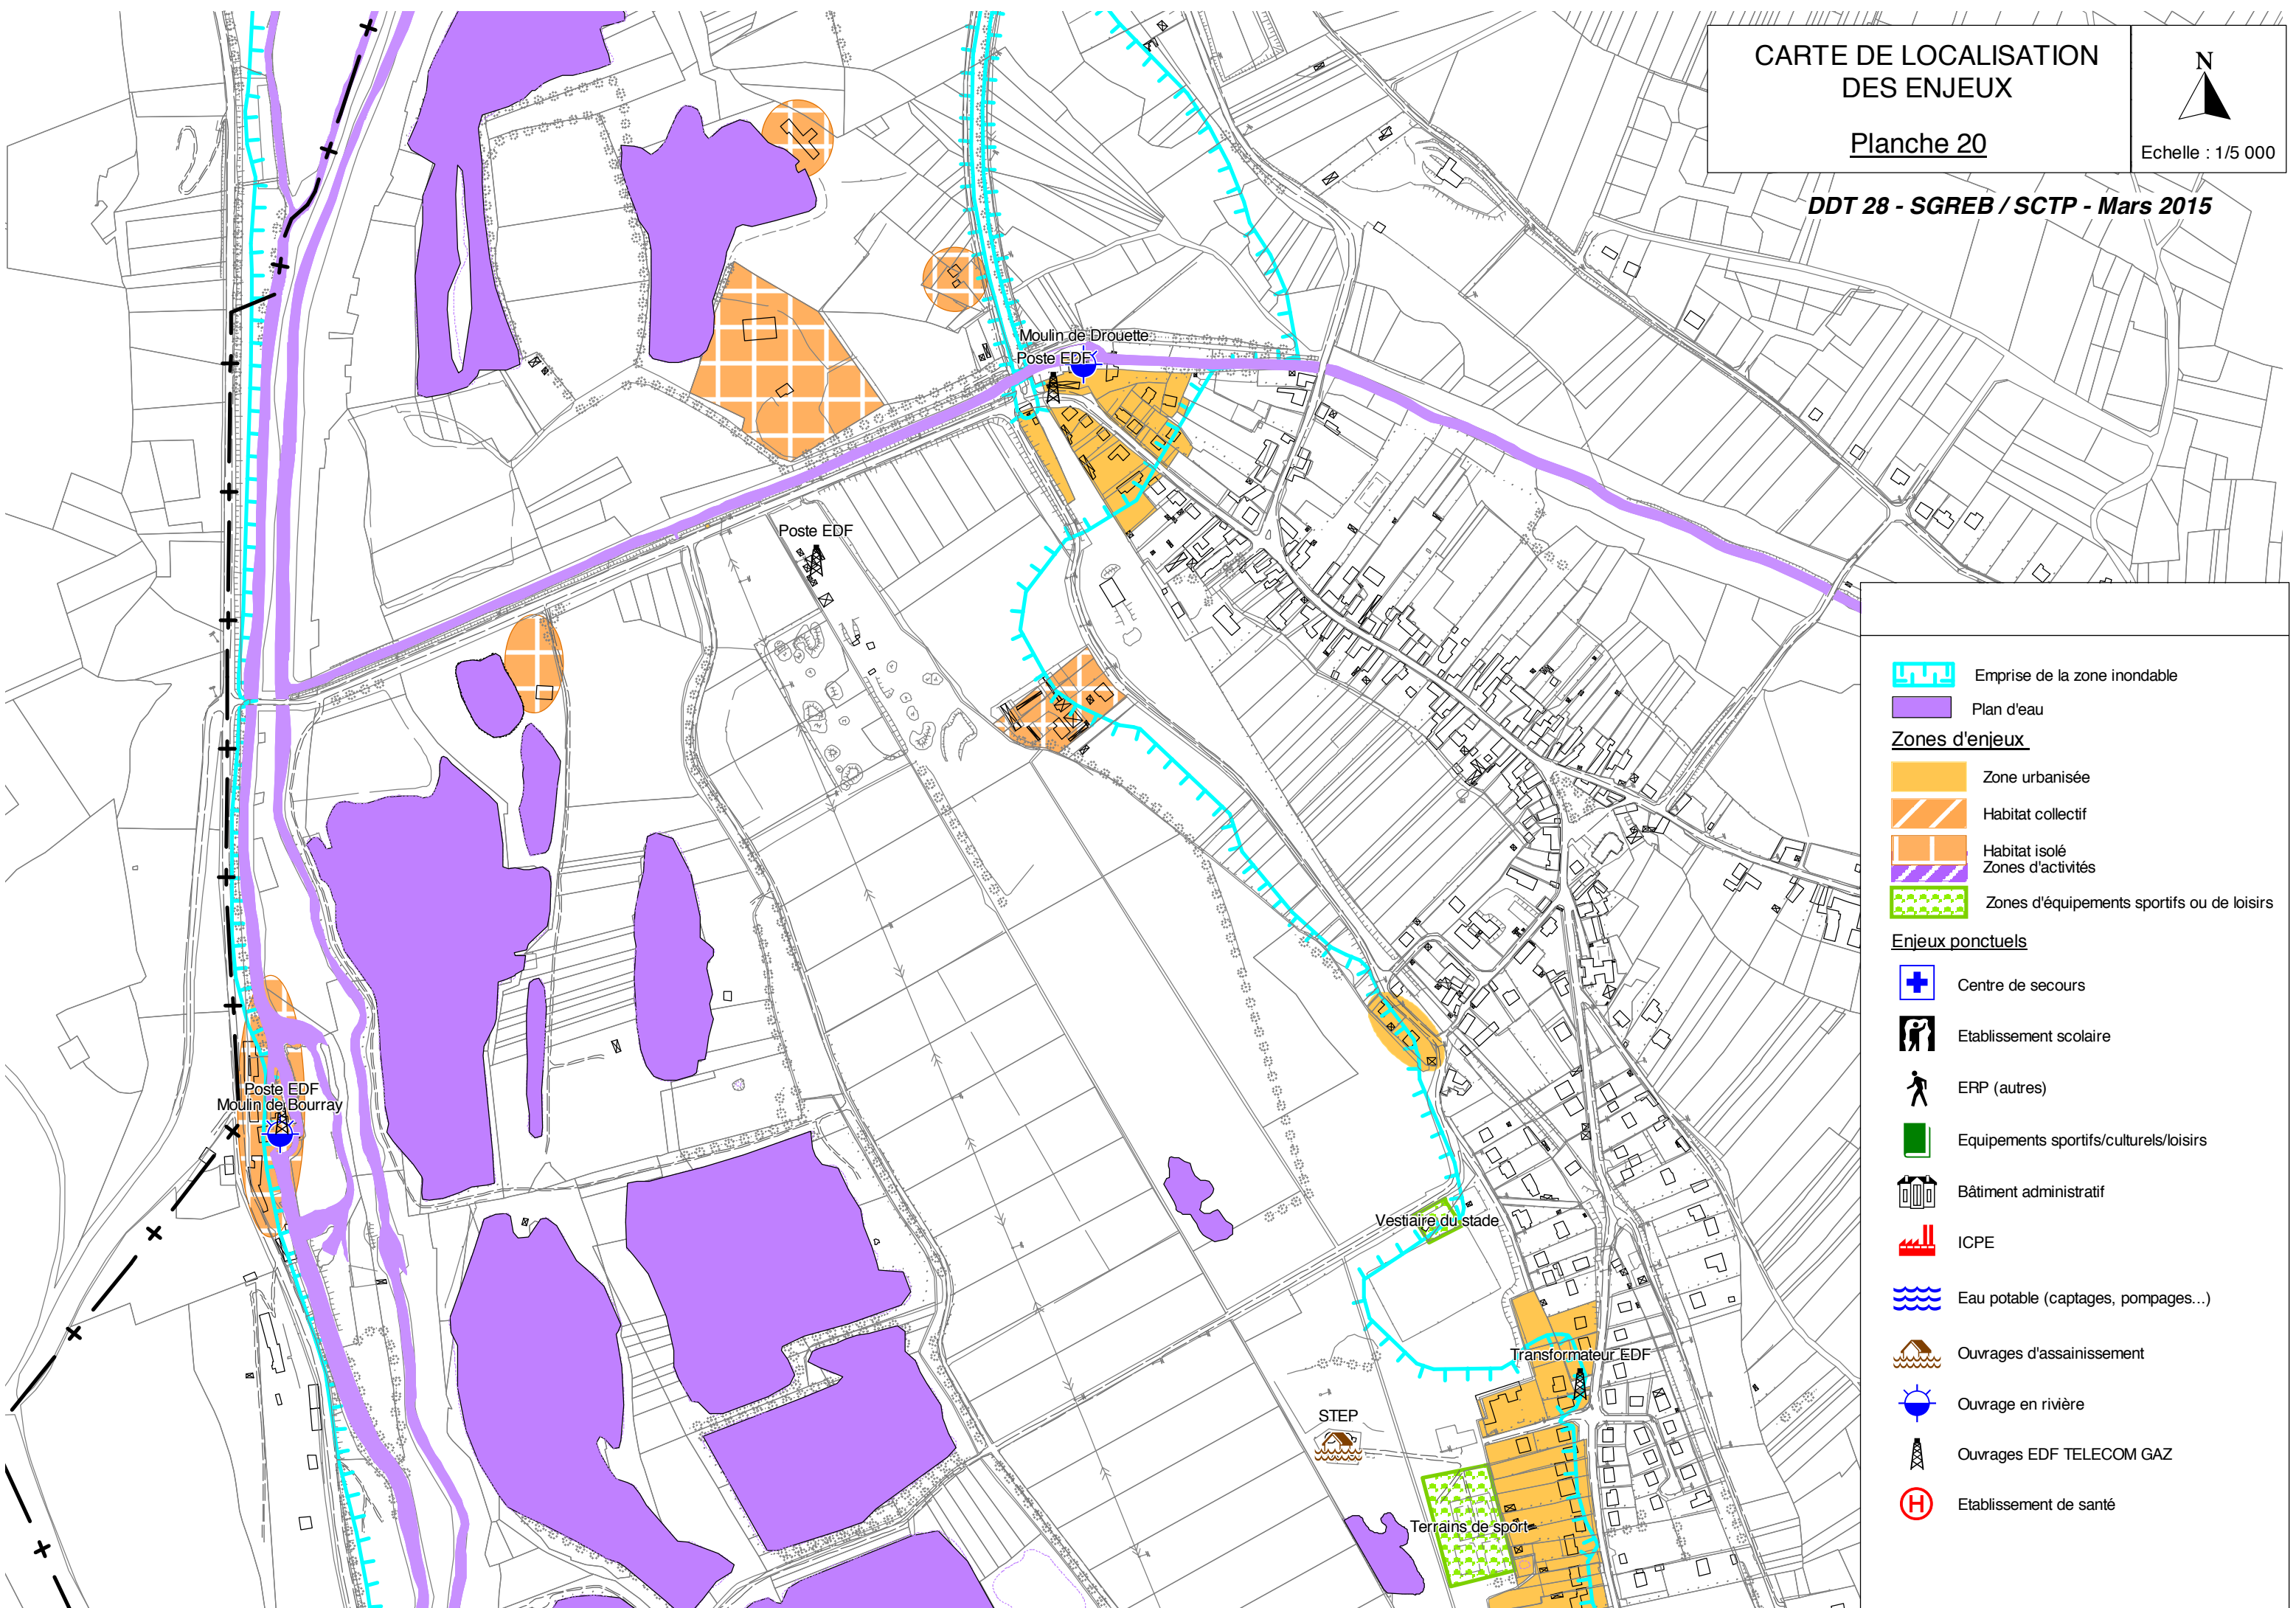 CARTE DE LOCALISATION
DES ENJEUX
Planche 20
N
Echelle : 1/5 000
DDT 28 - SGREB / SCTP - Mars 2015
Moulin de Drouette
Poste EDF
Poste EDF
Poste EDF
Moulin de Bourray
Vestiaire du stade
Transformateur EDF
STEP
Terrains de sport
Emprise de la zone inondable
Plan d'eau
Zones d'enjeux
Zone urbanisée
Habitat collectif
Habitat isolé
Zones d'activités
Zones d'équipements sportifs ou de loisirs
Enjeux ponctuels
Centre de secours
Etablissement scolaire
ERP (autres)
Equipements sportifs/culturels/loisirs
Bâtiment administratif
ICPE
Eau potable (captages, pompages...)
Ouvrages d'assainissement
Ouvrage en rivière
Ouvrages EDF TELECOM GAZ
H
Etablissement de santé